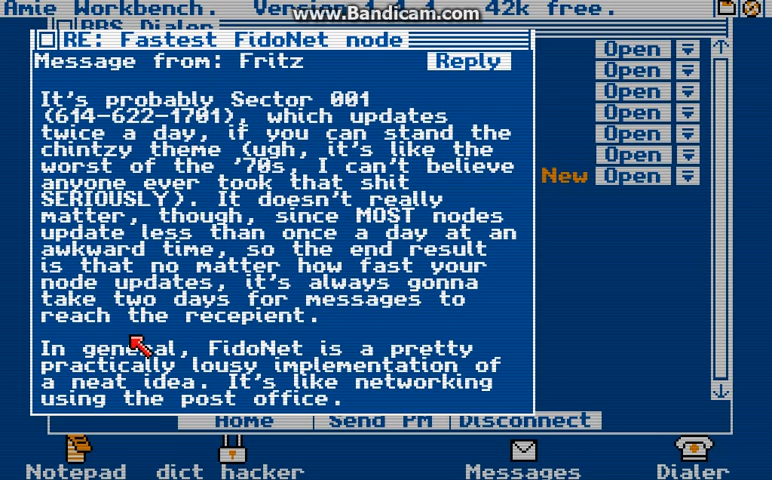 www.Bandicam.com
Amie Workbench. Version 42k free.
BBS Dialer
RE: Fastest FidoNet node
Message from: Fritz
Reply
It's probably Sector 001
(614-622-1701), which updates
twice a day, if you can stand the
chintzy theme (ugh, it's like the
worst of the '70s, I can't believe
anyone ever took that shit
SERIOUSLY). It doesn't really
matter, though, since MOST nodes
update less than once a day at an
awkward time, so the end result
is that no matter how fast your
node updates, it's always gonna
take two days for messages to
reach the recepient.
In general, FidoNet is a pretty
practically lousy implementation of
a neat idea. It's like networking
using the post office.
Open
Open
Open
Open
Open
Open
New Open
Home Send PM Disconnect
Notepad dict hacker Messages Dialer